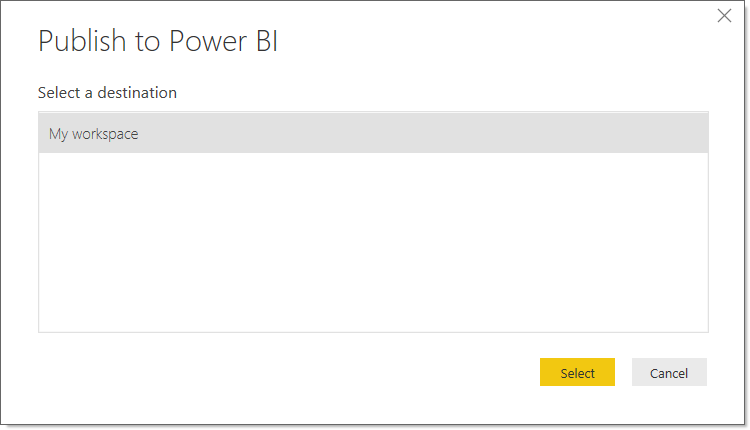 Publish to Power BI
Select a destination
My workspace
Select
Cancel